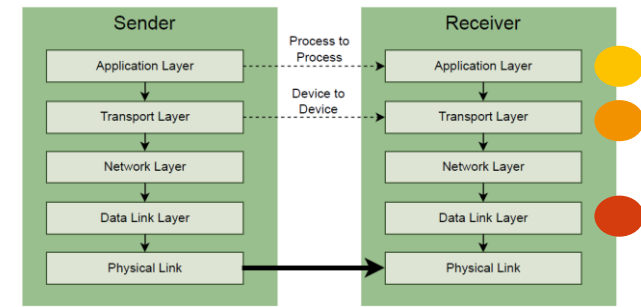 Sender
Receiver
Process to
Process
Application Layer
Application Layer
Device to
Device
Transport Layer
Transport Layer
Network Layer
Network Layer
Data Link Layer
Data Link Layer
Physical Link
Physical Link